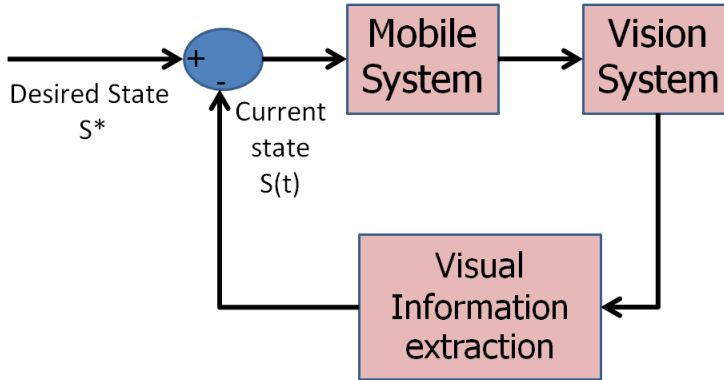 Desired State
S*
+
-
Current
state
S(t)
Mobile
System
Vision
System
Visual
Information
extraction